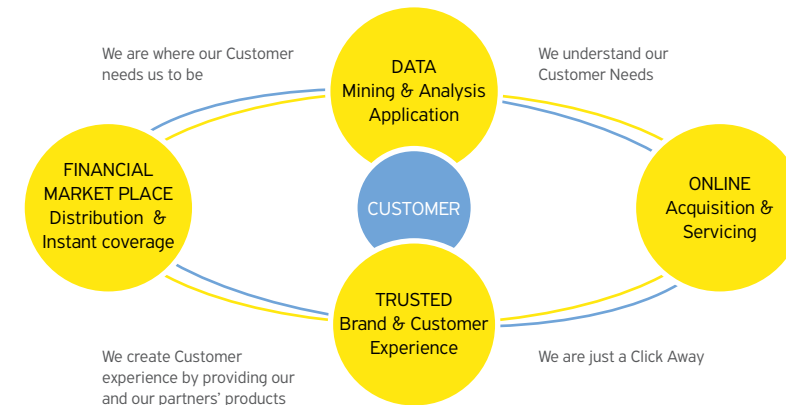 We are where our Customer
needs us to be
DATA
Mining & Analysis
Application
We understand our
Customer Needs
FINANCIAL
MARKET PLACE
Distribution &
Instant coverage
CUSTOMER
ONLINE
Acquisition &
Servicing
TRUSTED
Brand & Customer
Experience
We create Customer
experience by providing our
and our partners' products
We are just a Click Away